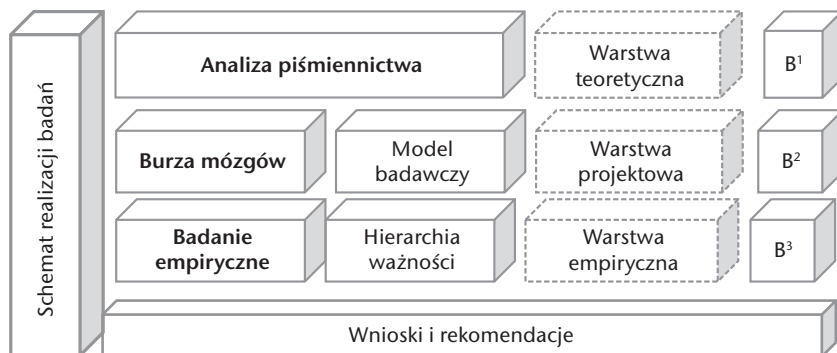 Schemat realizacji badań
Analiza piśmiennictwa
Warstwa
teoretyczna
B¹
Burza mózgów
Model
badawczy
Warstwa
projektowa
B²
Badanie
empiryczne
Hierarchia
ważności
Warstwa
empiryczna
B³
Wnioski i rekomendacje